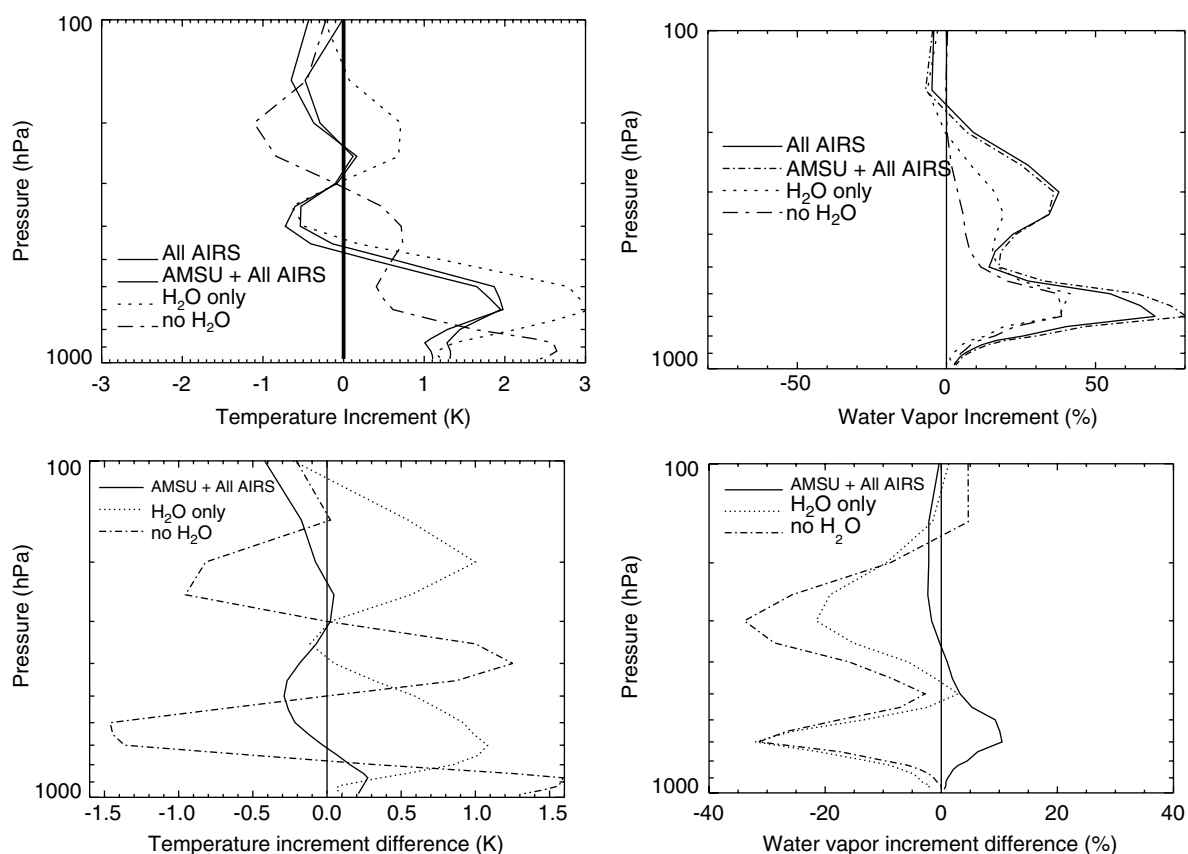 100
Pressure (hPa)
All AIRS
AMSU + All AIRS
H2O only
no H2O
1000
-3 -2 -1 0 1 2 3
Temperature Increment (K)
100
Pressure (hPa)
All AIRS
AMSU + All AIRS
H2O only
no H2O
1000
-50 0 50
Water Vapor Increment (%)
100
Pressure (hPa)
AMSU + All AIRS
H2O only
no H2O
1000
-1.5 -1.0 -0.5 0.0 0.5 1.0 1.5
Temperature increment difference (K)
100
Pressure (hPa)
AMSU + All AIRS
H2O only
no H2O
1000
-40 -20 0 20 40
Water vapor increment difference (%)